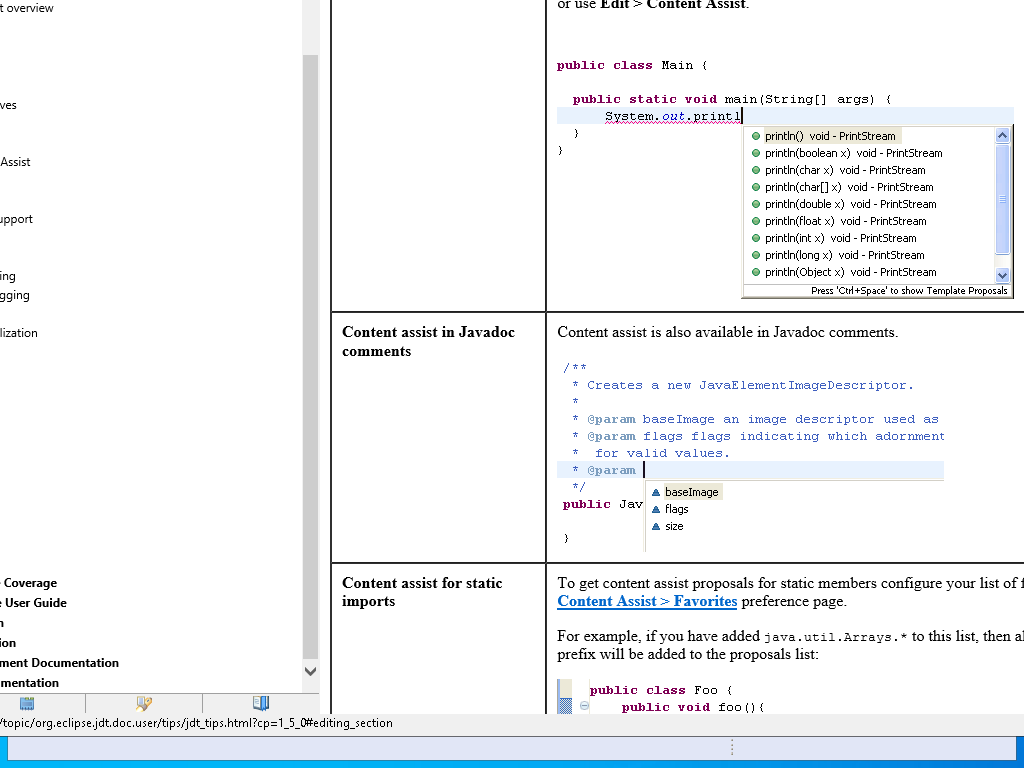 t overview
ves
Assist
upport
ing
gging
lization
Coverage
User Guide
n
ion
ment Documentation
mentation
or use Edit > Content Assist.
public class Main {
public static void main(String[] args) {
System.out.printl
}
}
println() void - PrintStream
println(boolean x) void - PrintStream
println(char x) void - PrintStream
println(char[] x) void - PrintStream
println(double x) void - PrintStream
println(float x) void - PrintStream
println(int x) void - PrintStream
println(long x) void - PrintStream
println(Object x) void - PrintStream
Press 'Ctrl+Space' to show Template Proposals
Content assist in Javadoc
comments
Content assist is also available in Javadoc comments.
/**
* Creates a new JavaElementImageDescriptor.
*
* @param baseImage an image descriptor used as
* @param flags flags indicating which adornment
* for valid values.
* @param
*/
public Jav
}
baseImage
flags
size
Content assist for static
imports
To get content assist proposals for static members configure your list of f
Content Assist > Favorites preference page.
For example, if you have added java.util.Arrays.* to this list, then al
prefix will be added to the proposals list:
public class Foo {
public void foo(){
/topic/org.eclipse.jdt.doc.user/tips/jdt_tips.html?cp=1_5_0#editing_section